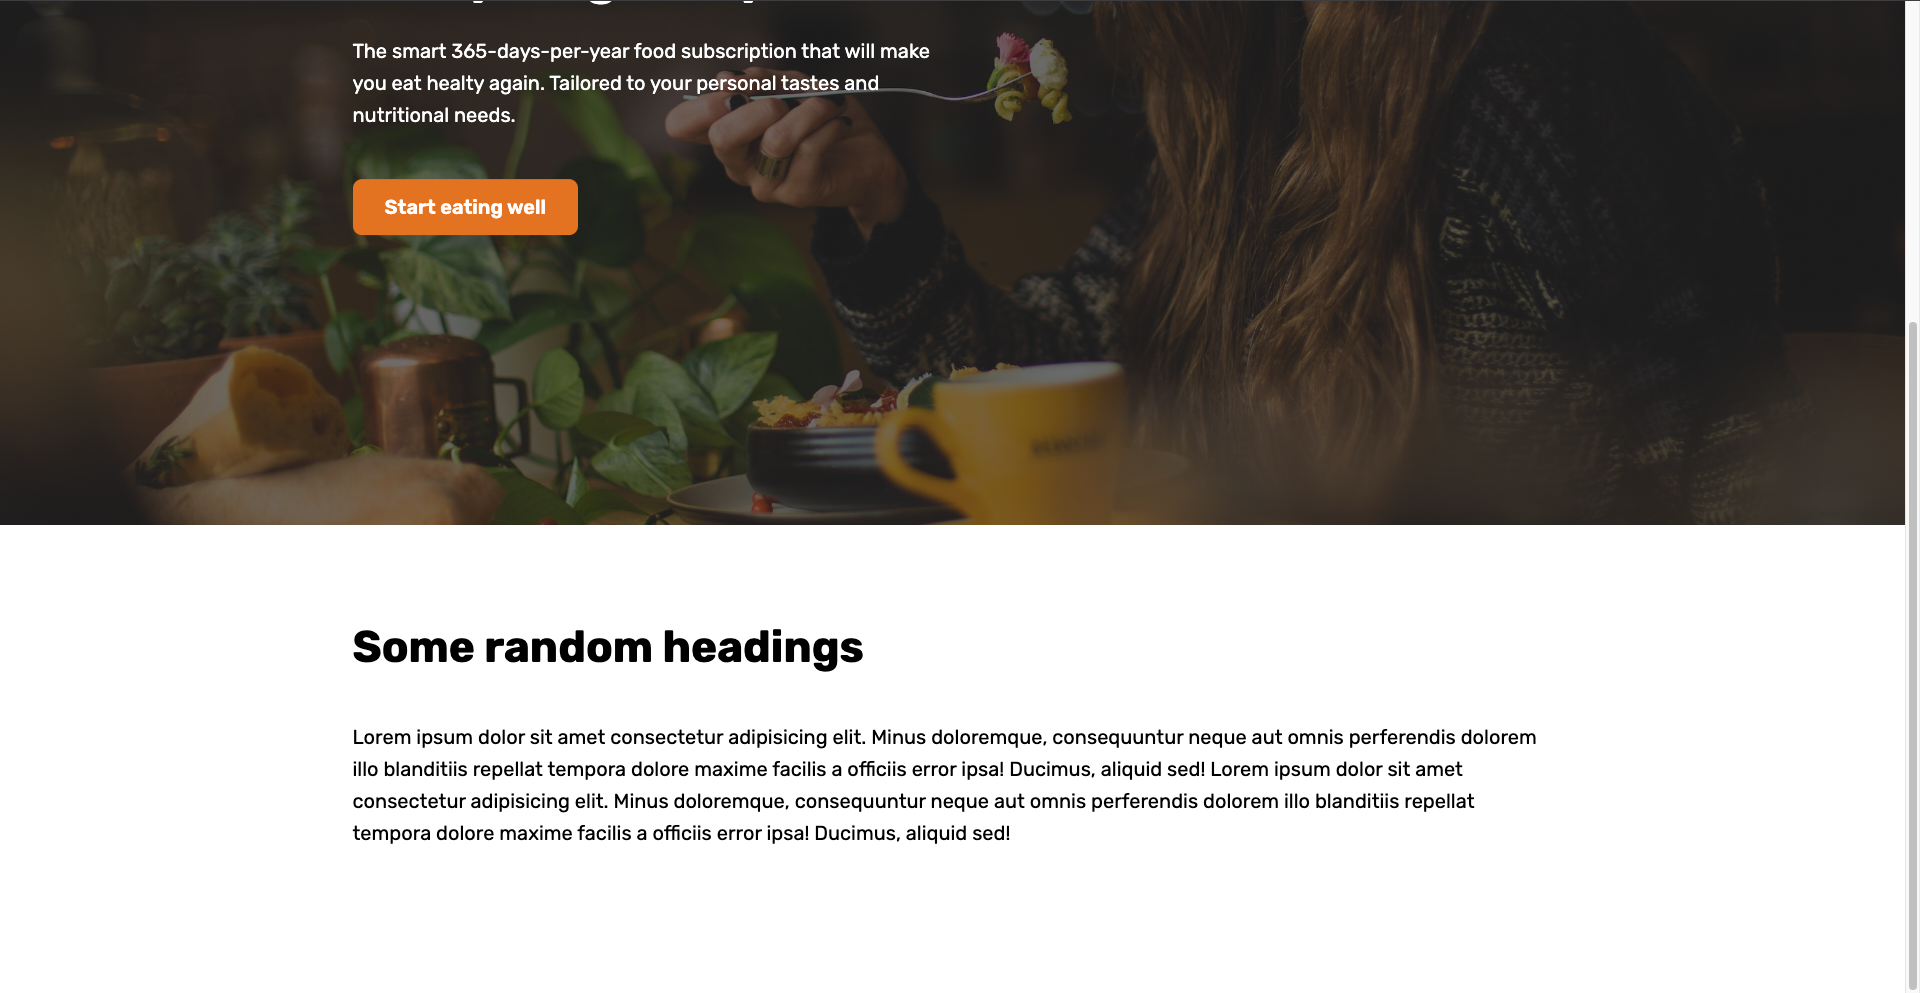 The smart 365-days-per-year food subscription that will make
you eat healty again. Tailored to your personal tastes and
nutritional needs.
Start eating well
Some random headings
Lorem ipsum dolor sit amet consectetur adipisicing elit. Minus doloremque, consequuntur neque aut omnis perferendis dolorem
illo blanditiis repellat tempora dolore maxime facilis a officiis error ipsa! Ducimus, aliquid sed! Lorem ipsum dolor sit amet
consectetur adipisicing elit. Minus doloremque, consequuntur neque aut omnis perferendis dolorem illo blanditiis repellat
tempora dolore maxime facilis a officiis error ipsa! Ducimus, aliquid sed!